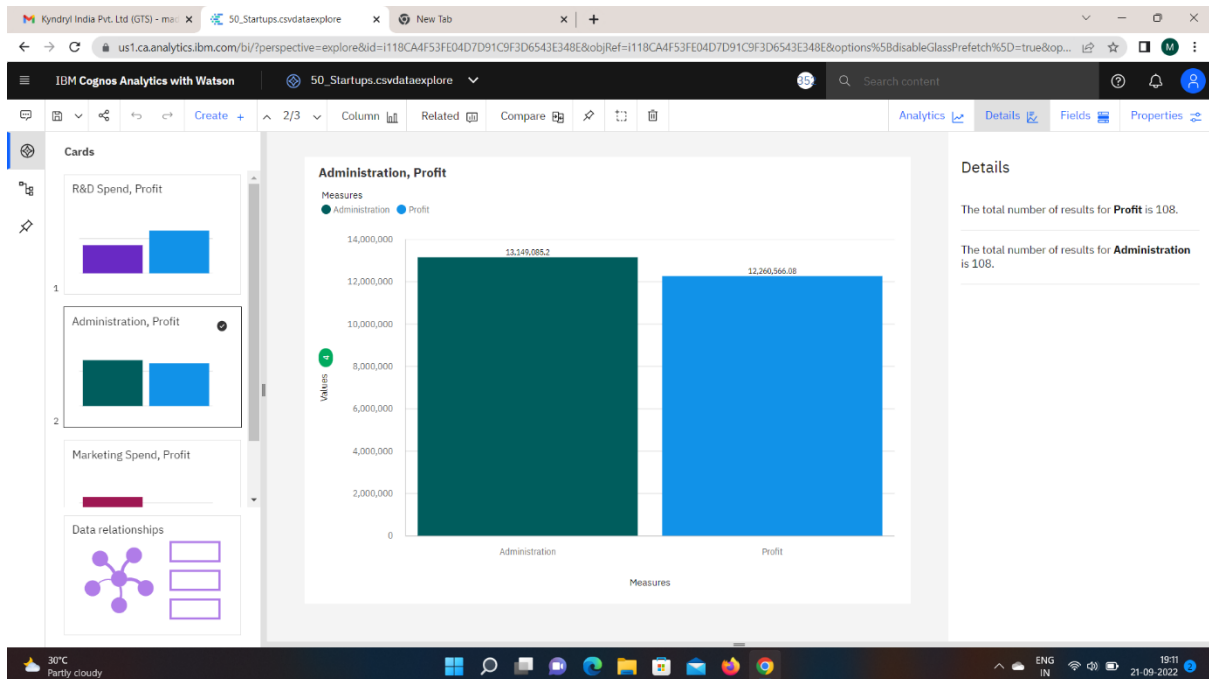 Kyndryl India Pvt. Ltd (GTS) - mac
50_Startups.csvdataexplore
New Tab
us1.ca.analytics.ibm.com/bi/?perspective=explore&id=i118CA4F53FE04D7D91C9F3D6543E348E&objRef=i118CA4F53FE04D7D91C9F3D6543E348E&options%5BdisableGlassPrefetch%5D=true&op...
M
IBM Cognos Analytics with Watson
50_Startups.csvdataexplore
Search content
Create +
2/3
Column
Related
Compare
Analytics
Details
Fields
Properties
Cards
R&D Spend, Profit
1
Administration, Profit
2
Marketing Spend, Profit
Data relationships
Administration, Profit
Measures
Administration
Profit
14,000,000
12,000,000
10,000,000
8,000,000
6,000,000
4,000,000
2,000,000
0
Values
4
13,149,085.2
12,260,566.08
Administration
Profit
Measures
Details
The total number of results for Profit is 108.
The total number of results for Administration
is 108.
30°C
Partly cloudy
ENG
IN
19:11
21-09-2022
2